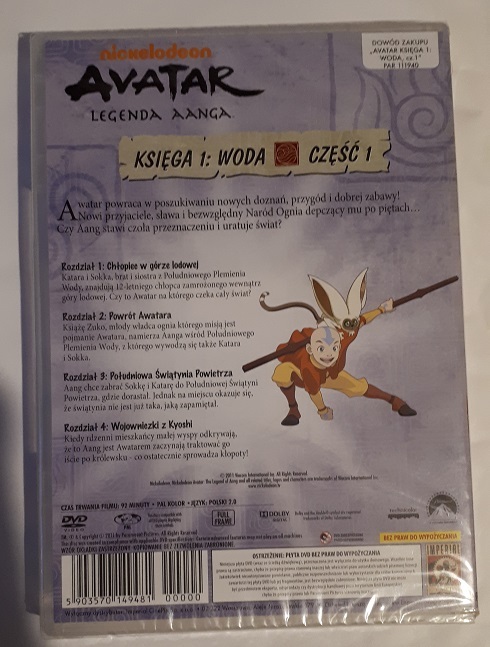 nickelodeon
AVATAR
LEGENDA AANGA
DOWÓD ZAKUPU
„AVATAR KSIĘGA 1:
WODA, cz.1"
PAR 111940
KSIĘGA 1: WODA CZĘŚĆ 1
Awatar powraca w poszukiwaniu nowych doznań, przygód i dobrej zabawy!
Nowi przyjaciele, sława i bezwzględny Naród Ognia depczący mu po piętach...
Czy Aang stawi czoła przeznaczeniu i uratuje świat?
Rozdział 1: Chłopiec w górze lodowej
Katara i Sokka, brat i siostra z Południowego Plemienia
Wody, znajdują 12-letniego chłopca zamrożonego wewnątrz
góry lodowej. Czy to Awatar na którego czeka cały świat?
Rozdział 2: Powrót Awatara
Książę Zuko, młody władca ognia którego misją jest
pojmanie Awatara, namierza Aanga wśród Południowego
Plemienia Wody, z którego wywodzą się także Katara
i Sokka.
Rozdział 3: Południowa Świątynia Powietrza
Aang chce zabrać Sokkę i Katarę do Południowej Świątyni
Powietrza, gdzie dorastał. Jednak na miejscu okazuje się,
że świątynia nie jest już taka, jaką zapamiętał.
Rozdział 4: Wojowniezki z Kyoshi
Kiedy rdzenni mieszkańcy małej wyspy odkrywają,
że to Aang jest Awatarem zaczynają traktować go
iście po królewsku - co ostatecznie sprowadza kłopoty!
CZAS TRWANIA FILMU: 92 MINUTY • PAL KOLOR • JĘZYK: POLSKI 2.0
DVD
FULL
FRAME
DOLBY
DIGITAL
BEZ PRAWA DO WYPOŻYCZANIA
OSTRZEŻENIE: PŁYTA DVD BEZ PRAWA DO WYPOŻYCZANIA
IMPERIAL
5 903570 149481 00000